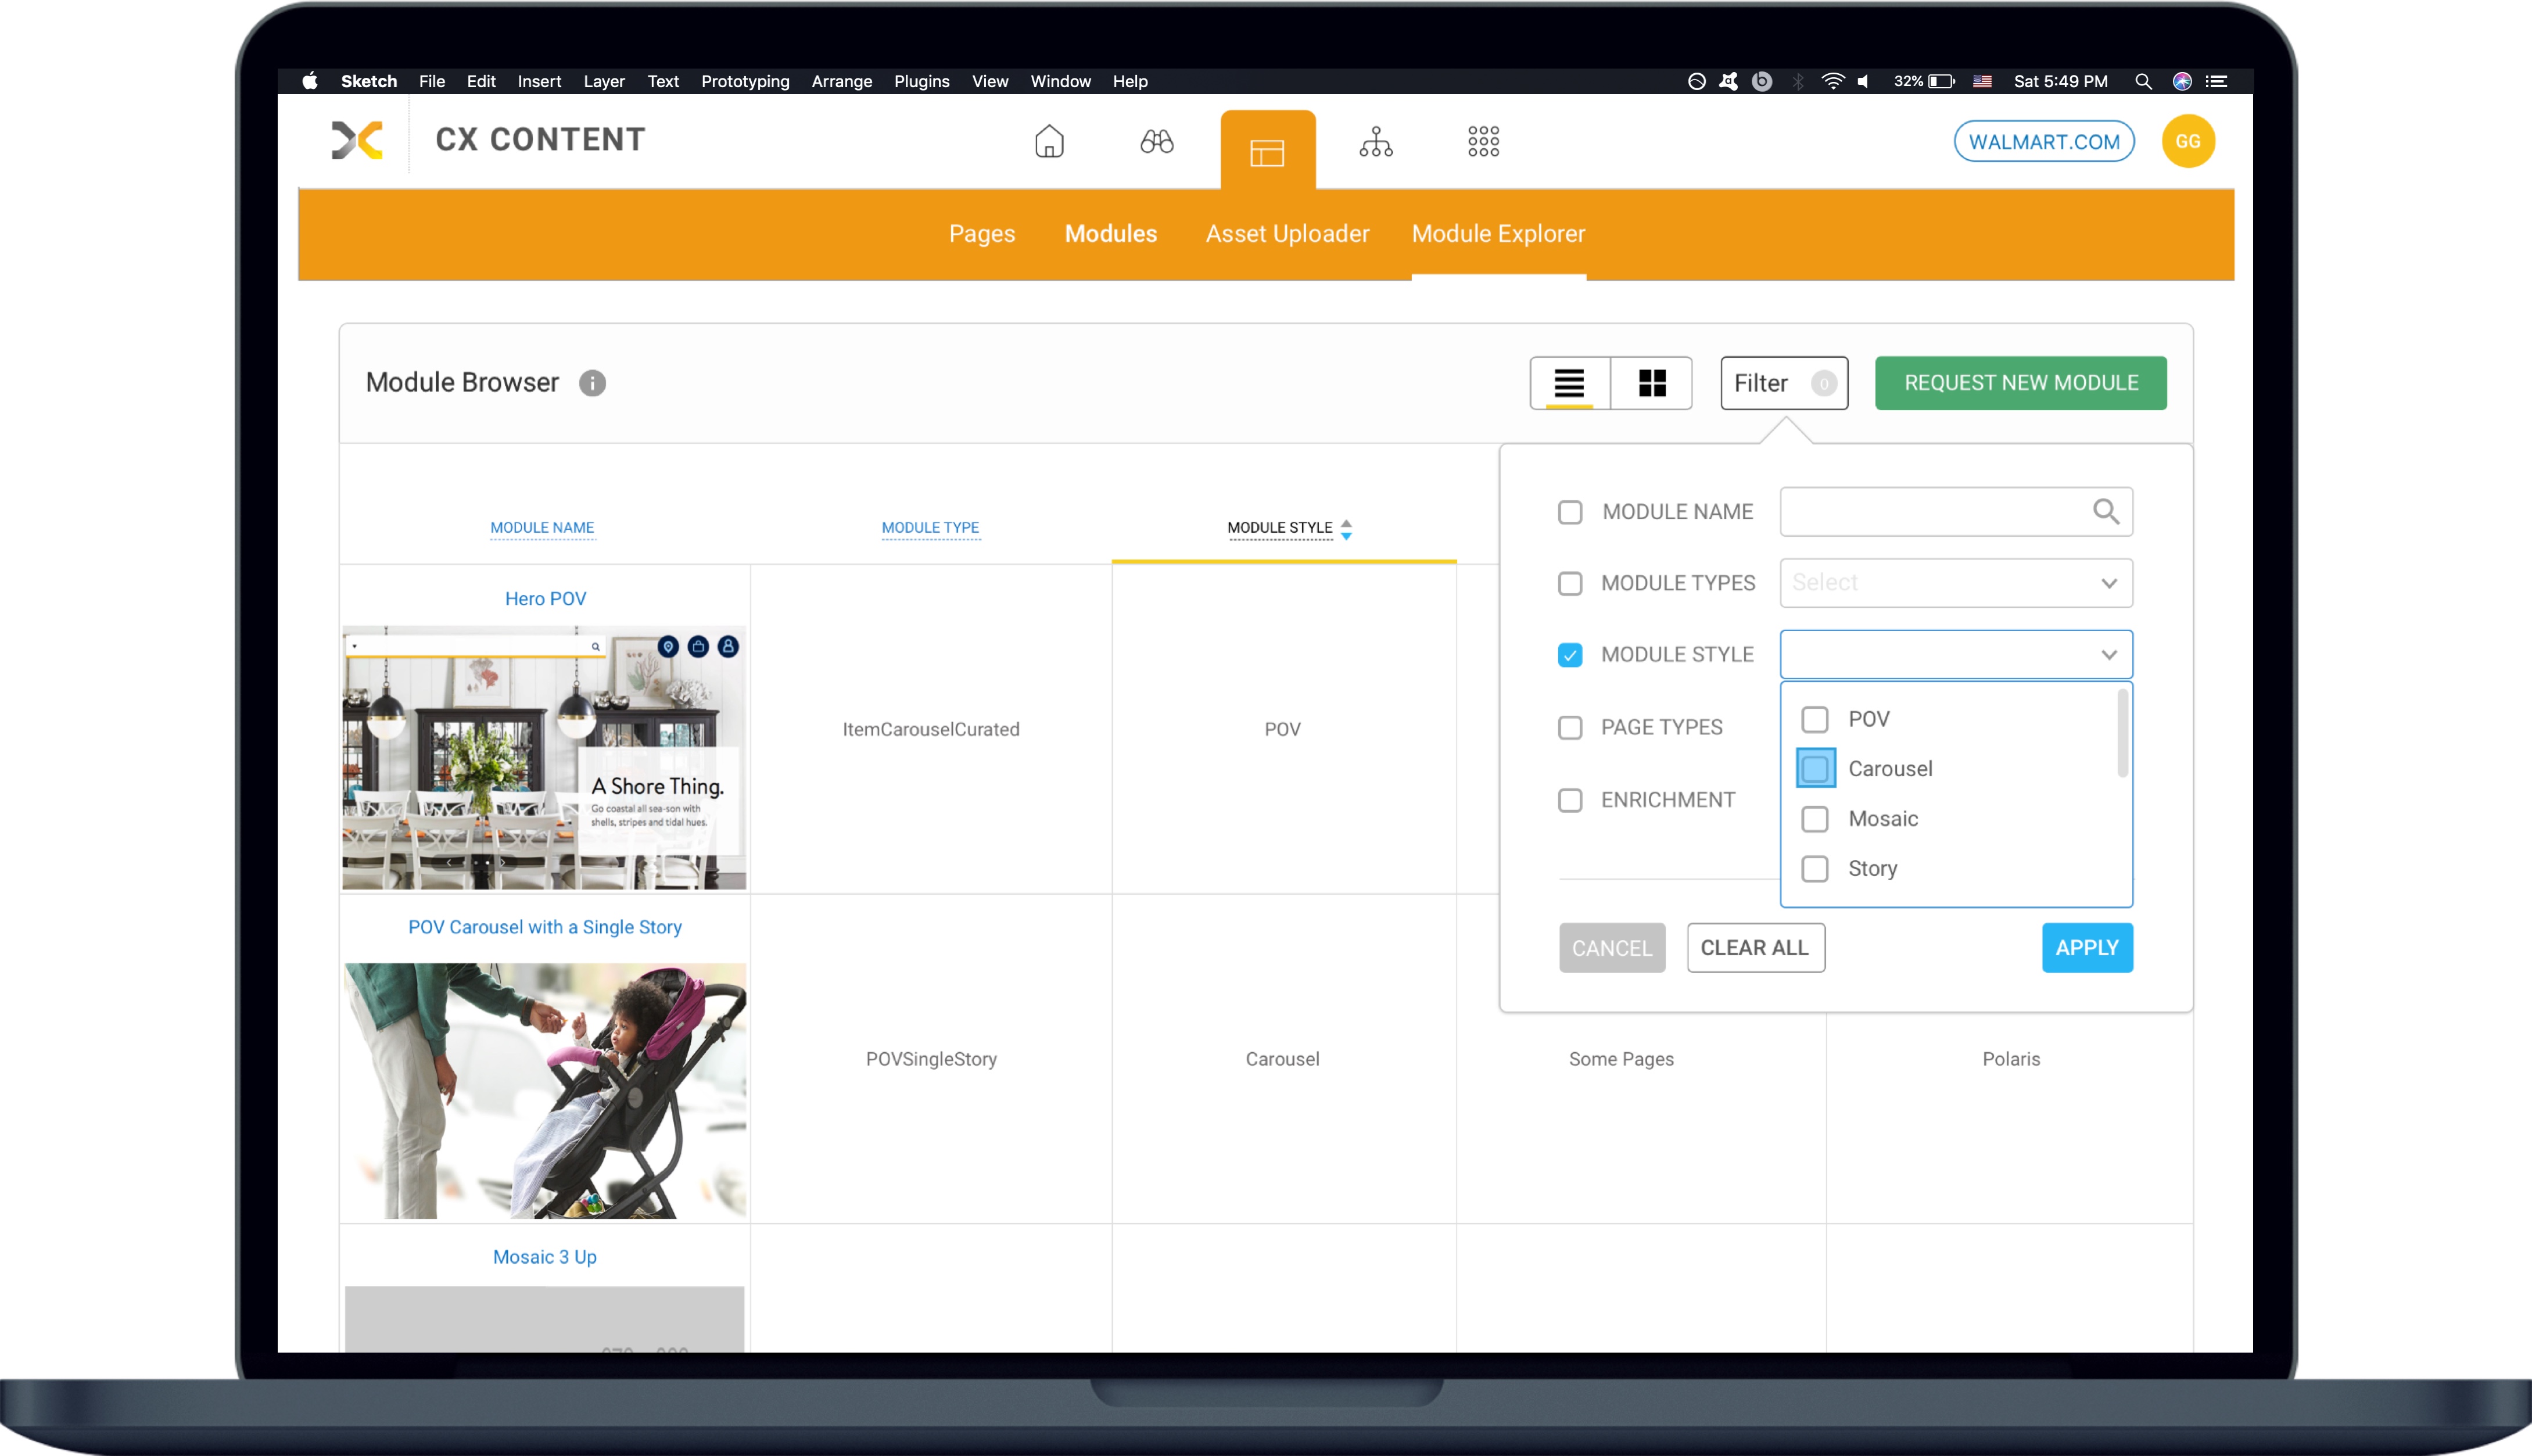 Sketch File Edit Insert Layer Text Prototyping Arrange Plugins View Window Help 32% Sat 5:49 PM
CX CONTENT
WALMART.COM
GG
Pages Modules Asset Uploader Module Explorer
Module Browser
Filter 0
REQUEST NEW MODULE
MODULE NAME MODULE TYPE MODULE STYLE
Hero POV
A Shore Thing.
Go coastal all sea-son with
shells, stripes and tidal hues.
ItemCarouselCurated
POV
MODULE NAME
MODULE TYPES Select
MODULE STYLE
PAGE TYPES
ENRICHMENT
POV
Carousel
Mosaic
Story
CANCEL CLEAR ALL APPLY
POV Carousel with a Single Story
POVSingleStory
Carousel
Some Pages
Polaris
Mosaic 3 Up